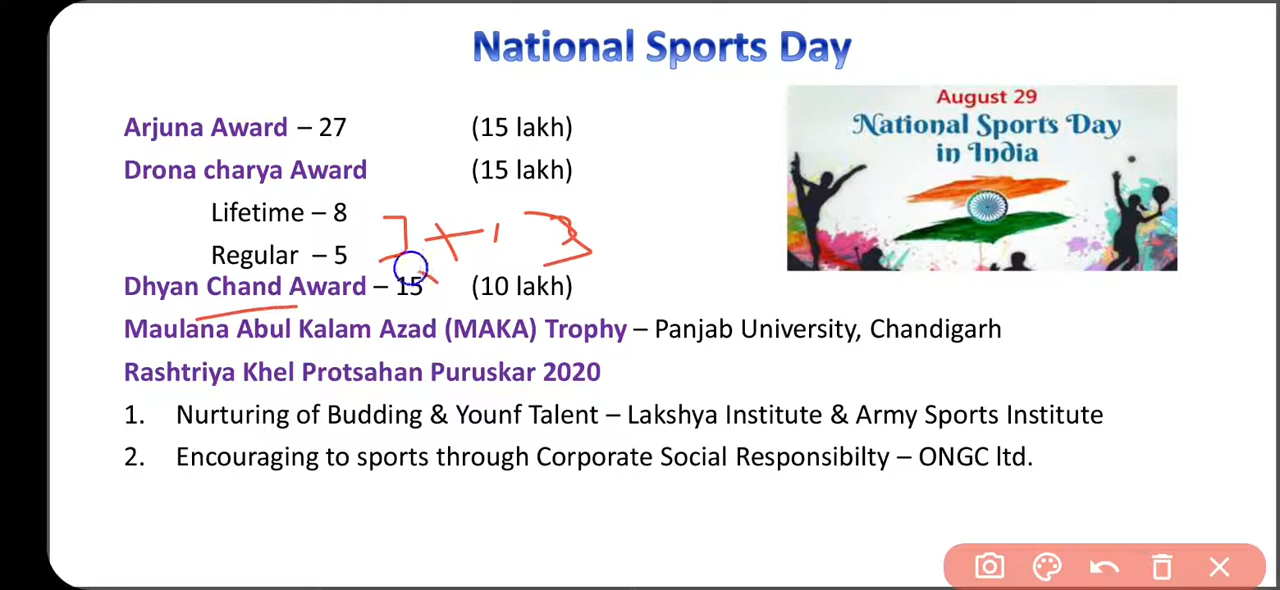 National Sports Day
Arjuna Award – 27 (15 lakh)
Drona charya Award (15 lakh)
Lifetime – 8
Regular – 5
13
Dhyan Chand Award – 15 (10 lakh)
Maulana Abul Kalam Azad (MAKA) Trophy – Panjab University, Chandigarh
Rashtriya Khel Protsahan Puruskar 2020
1. Nurturing of Budding & Younf Talent – Lakshya Institute & Army Sports Institute
2. Encouraging to sports through Corporate Social Responsibilty – ONGC ltd.
August 29
National Sports Day
in India